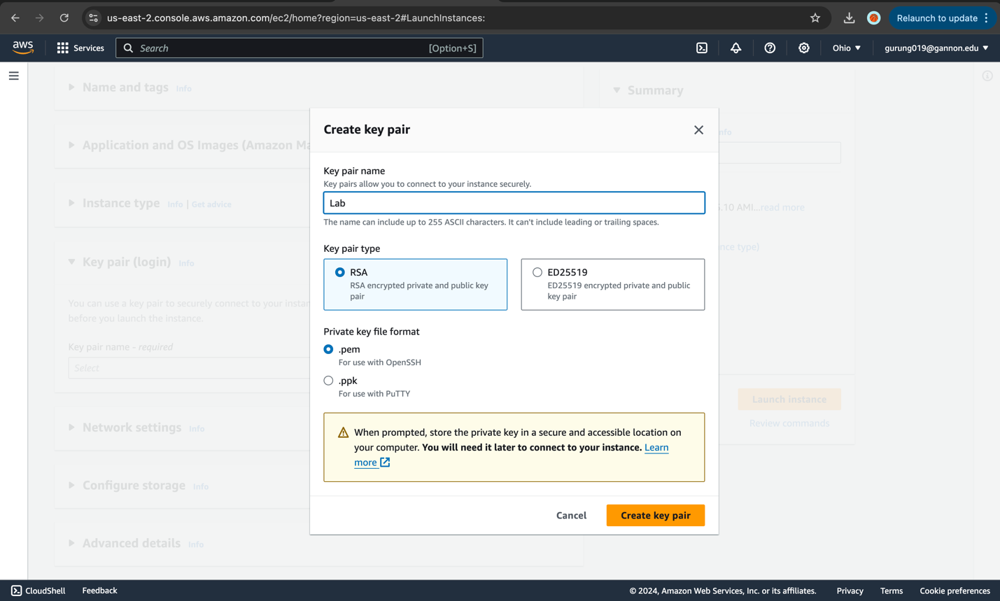 us-east-2.console.aws.amazon.com/ec2/home?region=us-east-2#LaunchInstances:
Relaunch to update
aws
Services
Search
[Option+S]
Ohio
gurung019@gannon.edu
Name and tags Info
Summary
Create key pair
nfo
Application and OS Images (Amazon Ma
Key pair name
Key pairs allow you to connect to your instance securely.
Lab
Instance type Info | Get advice
.10 AMI...read more
The name can include up to 255 ASCII characters. It can't include leading or trailing spaces.
Key pair type
nce type)
Key pair (login) Info
RSA
RSA encrypted private and public key
pair
ED25519
ED25519 encrypted private and public
key pair
You can use a key pair to securely connect to your instan
before you launch the instance.
Private key file format
Key pair name - required
.pem
For use with OpenSSH
Select
.ppk
For use with PuTTY
Launch instance
Review commands
Network settings Info
When prompted, store the private key in a secure and accessible location on
your computer. You will need it later to connect to your instance. Learn
more
Configure storage Info
Cancel
Create key pair
Advanced details Info
CloudShell
Feedback
© 2024, Amazon Web Services, Inc. or its affiliates.
Privacy
Terms
Cookie preferences